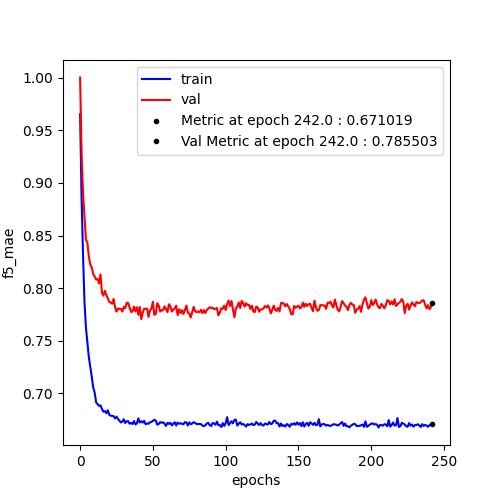 train
val
Metric at epoch 242.0 : 0.671019
Val Metric at epoch 242.0 : 0.785503
1.00
0.95
0.90
0.85
0.80
0.75
0.70
f5_mae
0
50
100
150
200
250
epochs